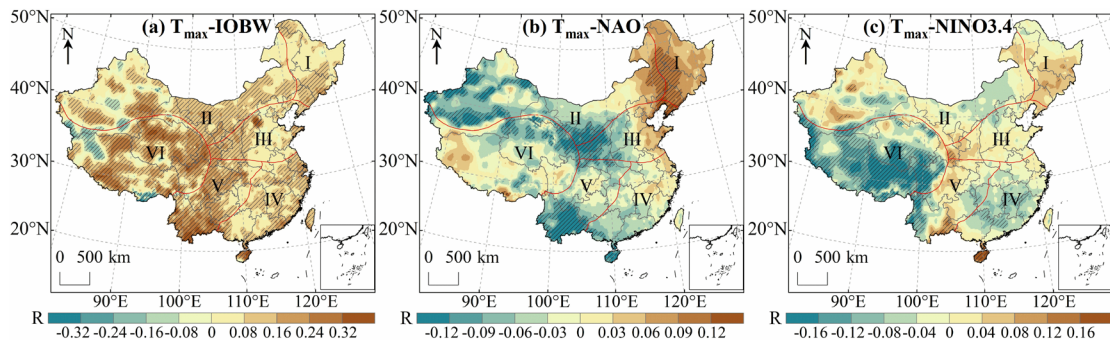 (a) Tmax-IOBW
N
50°N
40°N
30°N
20°N
I
II
III
VI
V
IV
0 500 km
90°E 100°E 110°E 120°E
R
-0.32 -0.24 -0.16 -0.08 0 0.08 0.16 0.24 0.32
(b) Tmax-NAO
N
50°N
40°N
30°N
20°N
I
II
III
VI
V
IV
0 500 km
90°E 100°E 110°E 120°E
R
-0.12 -0.09 -0.06 -0.03 0 0.03 0.06 0.09 0.12
(c) Tmax-NINO3.4
N
50°N
40°N
30°N
20°N
I
II
III
VI
V
IV
0 500 km
90°E 100°E 110°E 120°E
R
-0.16 -0.12 -0.08 -0.04 0 0.04 0.08 0.12 0.16